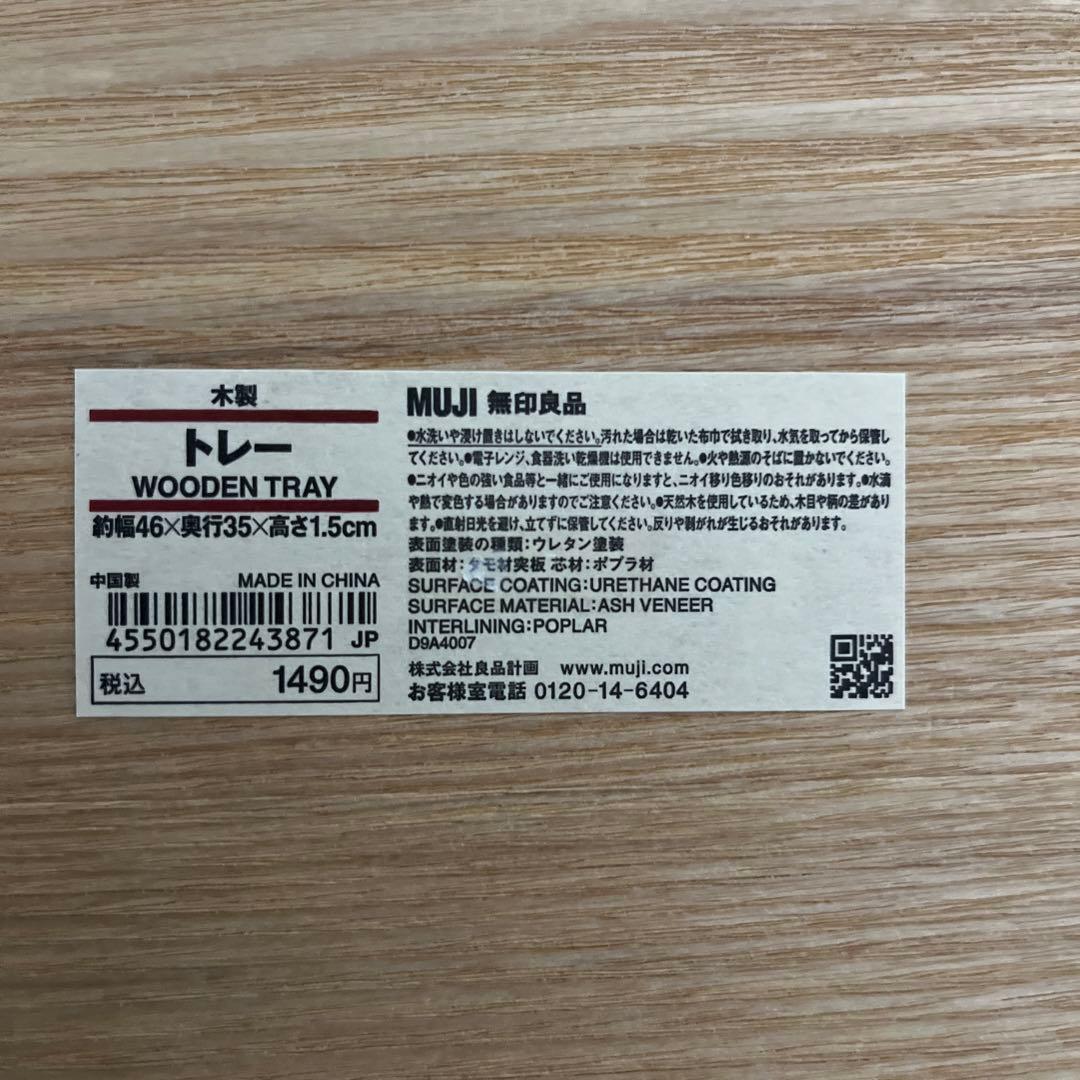 木製
トレー
WOODEN TRAY
約幅46×奥行35×高さ1.5cm
中国製 MADE IN CHINA
4550182243871 JP
税込 1490円
MUJI 無印良品
●水洗いや浸け置きはしないでください。汚れた場合は乾いた布巾で拭き取り、水気を取ってから保管し
てください。●電子レンジ、食器洗い乾燥機は使用できません。●火や熱源のそばに置かないでください。
●ニオイや色の強い食品等と一緒にご使用になりますと、ニオイ移り色移りのおそれがあります。●水滴
や熱で変色する場合がありますのでご注意ください。●天然木を使用しているため、木目や柄の差があり
ます。●直射日光を避け、立てずに保管してください。反りや剥がれが生じるおそれがあります。
表面塗装の種類:ウレタン塗装
表面材:タモ材突板 芯材:ポプラ材
SURFACE COATING:URETHANE COATING
SURFACE MATERIAL:ASH VENEER
INTERLINING:POPLAR
D9A4007
株式会社良品計画 www.muji.com
お客様室電話 0120-14-6404